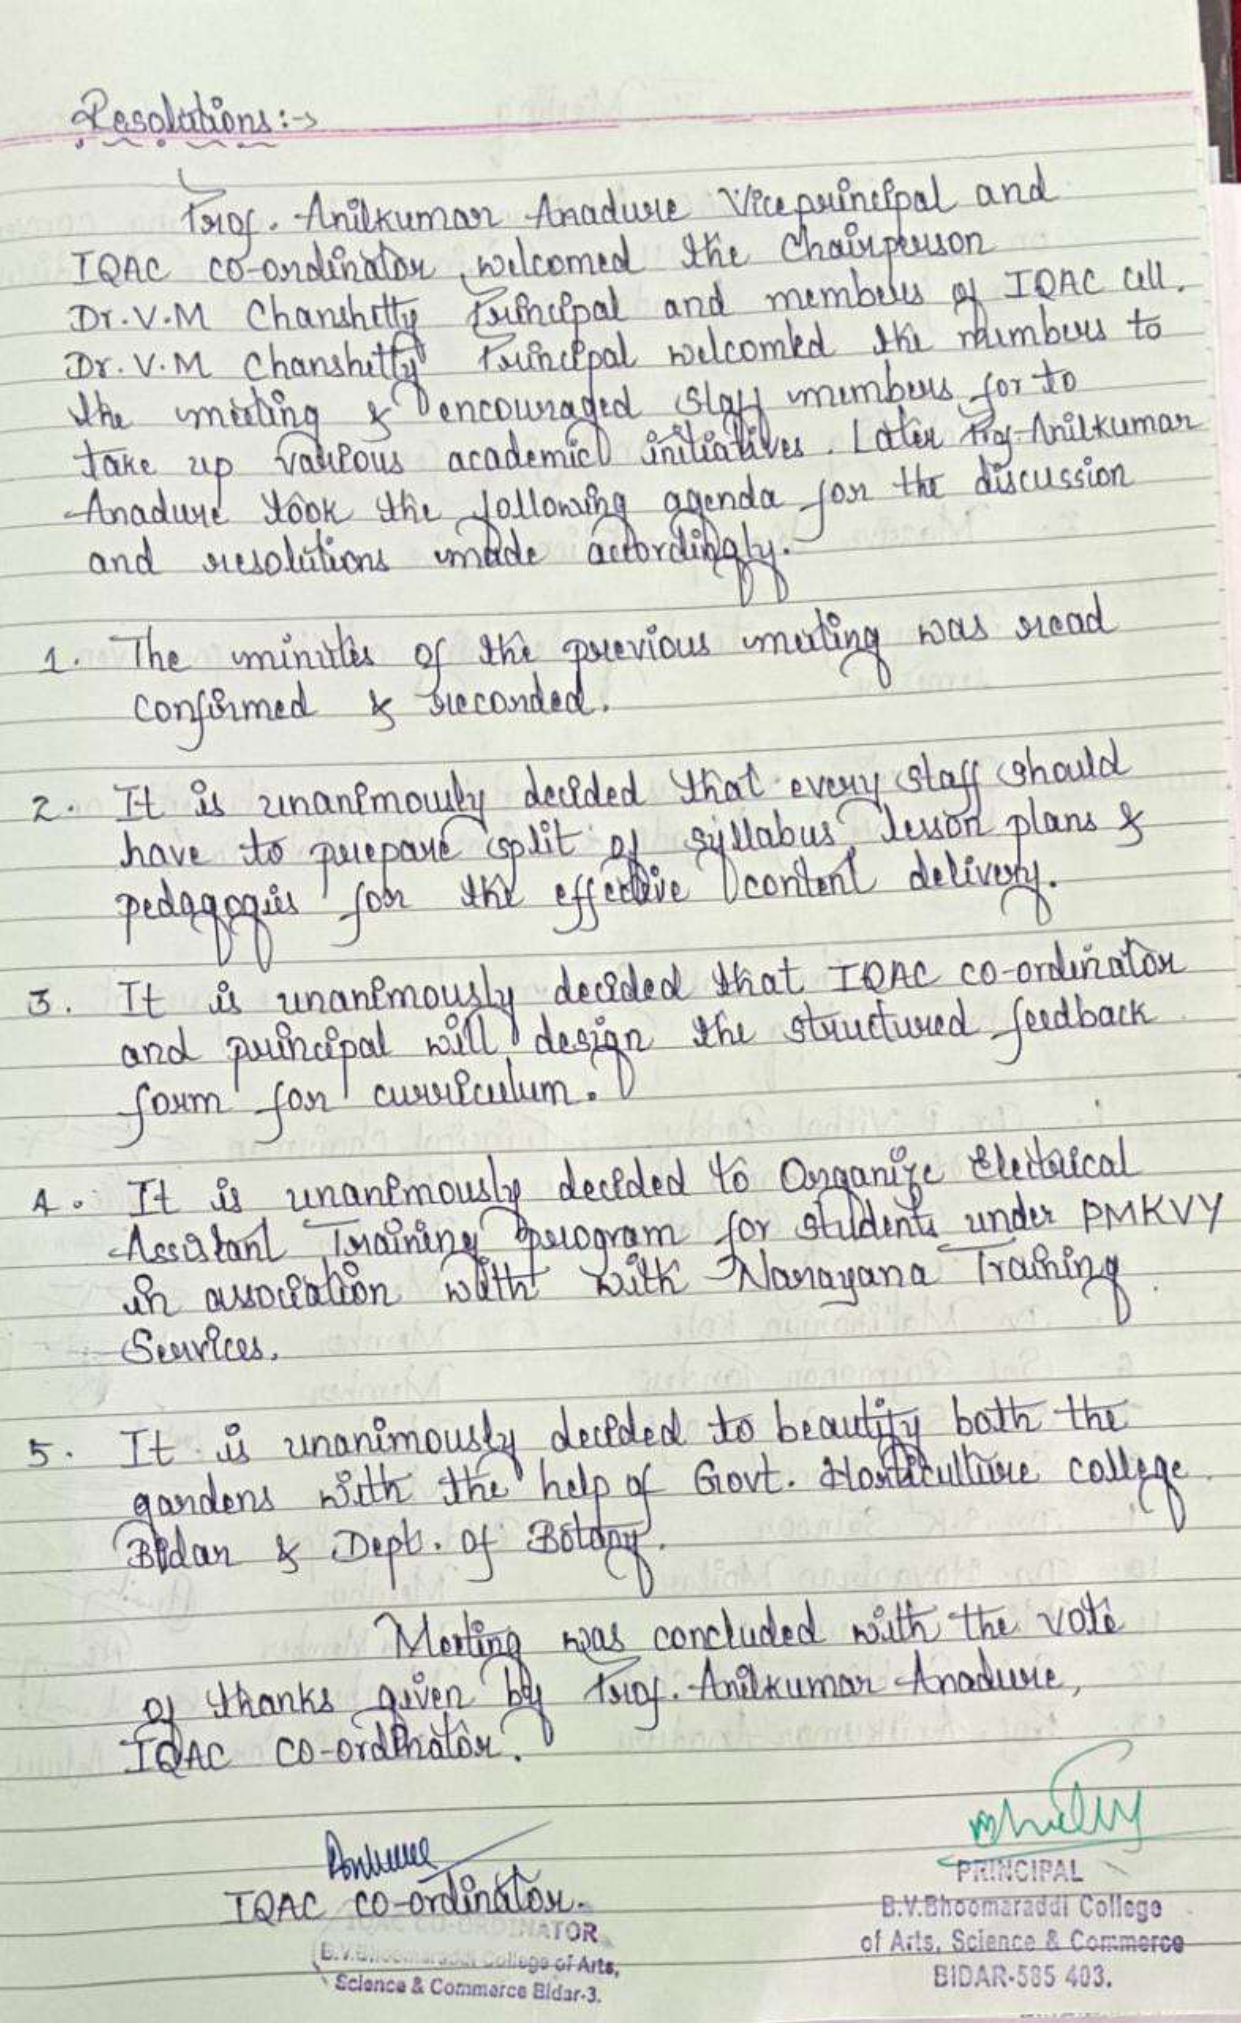 Resolutions:->
Prof. Anilkumar Anadure Viceprincipal and
IQAC co-ordinator, welcomed the Chairperson
Dr. V.M Chanshetty Principal and members of IQAC cell.
Dr. V.M Chanshetty Principal welcomed the members to
the meeting & encouraged staff members for to
take up various academic initiatives. Later Prof. Anilkumar
Anadure took the following agenda for the discussion
and resolutions made accordingly.
1. The minutes of the previous meeting was read
confirmed & recorded.
2. It is unanimously decided that every staff should
have to prepare split of syllabus, lesson plans &
pedagogies for the effective content delivery.
3. It is unanimously decided that IQAC co-ordinator
and principal will design the structured feedback
form for curriculum.
4. It is unanimously decided to Organize Electrical
Assistant Training program for students under PMKVY
in association with with Narayana Training
Services.
5. It is unanimously decided to beautify both the
gardens with the help of Govt. Horticulture college
Bidar & Dept. of Botany.
Meeting was concluded with the vote
of thanks given by Prof. Anilkumar Anadure,
IQAC co-ordinator.
IQAC co-ordinator.
IQAC CO-ORDINATOR
B.V.Bhoomaraddi College of Arts,
Science & Commerce Bidar-3.
PRINCIPAL
B.V.Bhoomaraddi College
of Arts, Science & Commerce
BIDAR-585 403.